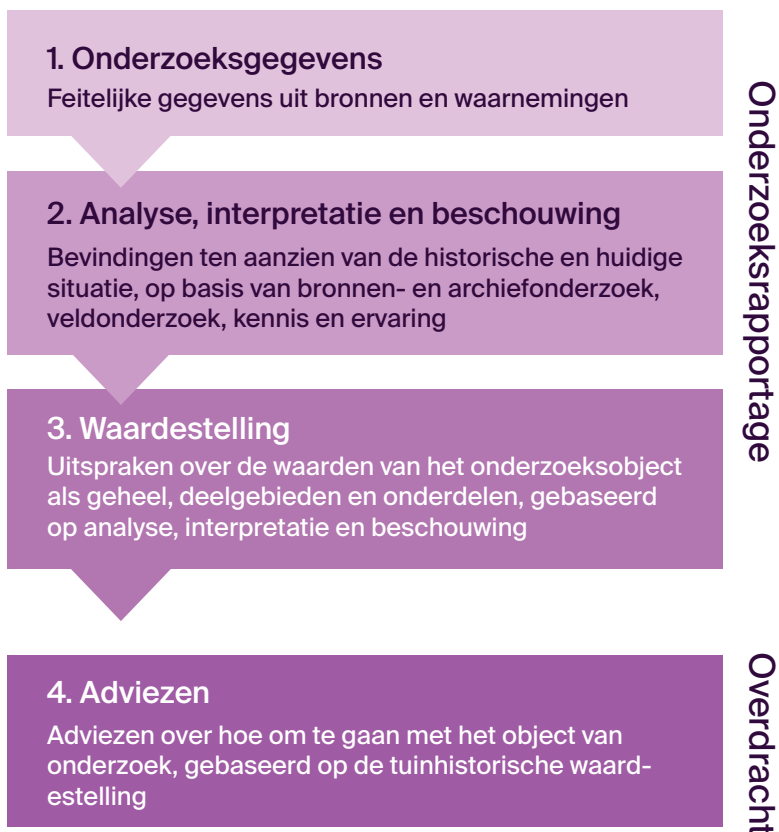 1. Onderzoeksgegevens
Feitelijke gegevens uit bronnen en waarnemingen
2. Analyse, interpretatie en beschouwing
Bevindingen ten aanzien van de historische en huidige
situatie, op basis van bronnen- en archiefonderzoek,
veldonderzoek, kennis en ervaring
3. Waardestelling
Uitspraken over de waarden van het onderzoeksobject
als geheel, deelgebieden en onderdelen, gebaseerd
op analyse, interpretatie en beschouwing
Onderzoeksrapportage
4. Adviezen
Adviezen over hoe om te gaan met het object van
onderzoek, gebaseerd op de tuinhistorische waard-
estelling
Overdracht